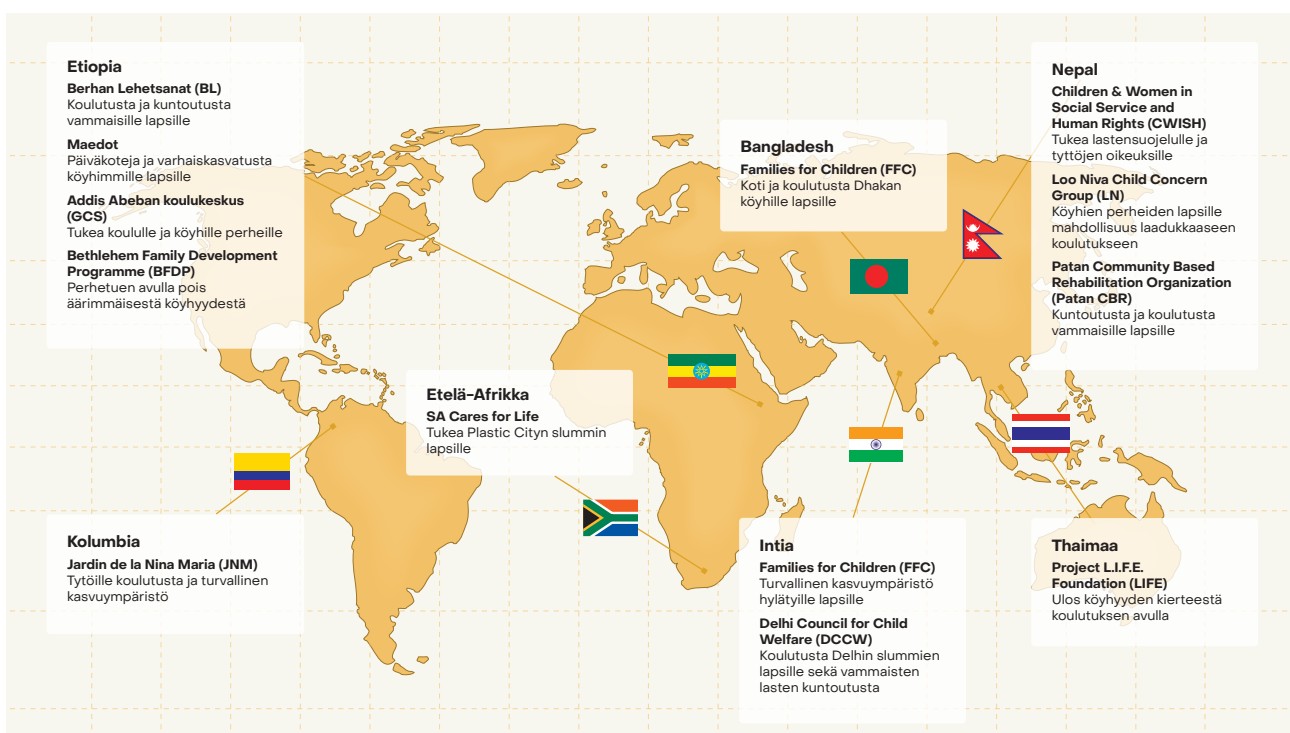 Etiopia
Berhan Lehetsanat (BL)
Koulutusta ja kuntoutusta
vammaisille lapsille
Maedot
Päiväkoteja ja varhaiskasvatusta
köyhimmille lapsille
Addis Abeban koulukeskus
(GCS)
Tukea koululle ja köyhille perheille
Bethlehem Family Development
Programme (BFDP)
Perhetuen avulla pois
äärimmäisestä köyhyydestä
Kolumbia
Jardin de la Nina Maria (JNM)
Tytöille koulutusta ja turvallinen
kasvuympäristö
Etelä-Afrikka
SA Cares for Life
Tukea Plastic Cityn slummin
lapsille
Bangladesh
Families for Children (FFC)
Koti ja koulutusta Dhakan
köyhille lapsille
Intia
Families for Children (FFC)
Turvallinen kasvuympäristö
hylätyille lapsille
Delhi Council for Child
Welfare (DCCW)
Koulutusta Delhin slummien
lapsille sekä vammaisten
lasten kuntoutusta
Nepal
Children & Women in
Social Service and
Human Rights (CWISH)
Tukea lastensuojelulle ja
tyttöjen oikeuksille
Loo Niva Child Concern
Group (LN)
Köyhien perheiden lapsille
mahdollisuus laadukkaaseen
koulutukseen
Patan Community Based
Rehabilitation Organization
(Patan CBR)
Kuntoutusta ja koulutusta
vammaisille lapsille
Thaimaa
Project L.I.F.E.
Foundation (LIFE)
Ulos köyhyyden kierteestä
koulutuksen avulla